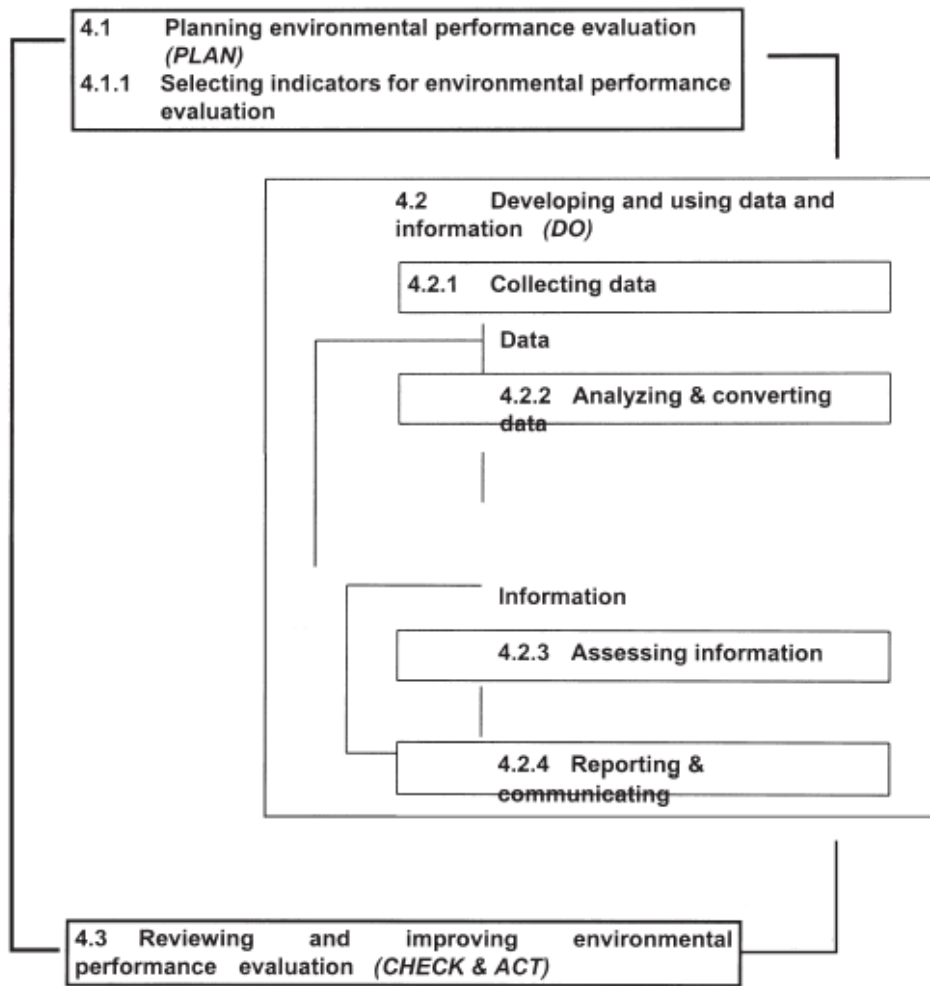 4.1 Planning environmental performance evaluation
(PLAN)
4.1.1 Selecting indicators for environmental performance
evaluation
4.2 Developing and using data and
information (DO)
4.2.1 Collecting data
Data
4.2.2 Analyzing & converting
data
Information
4.2.3 Assessing information
4.2.4 Reporting &
communicating
4.3 Reviewing and improving environmental
performance evaluation (CHECK & ACT)